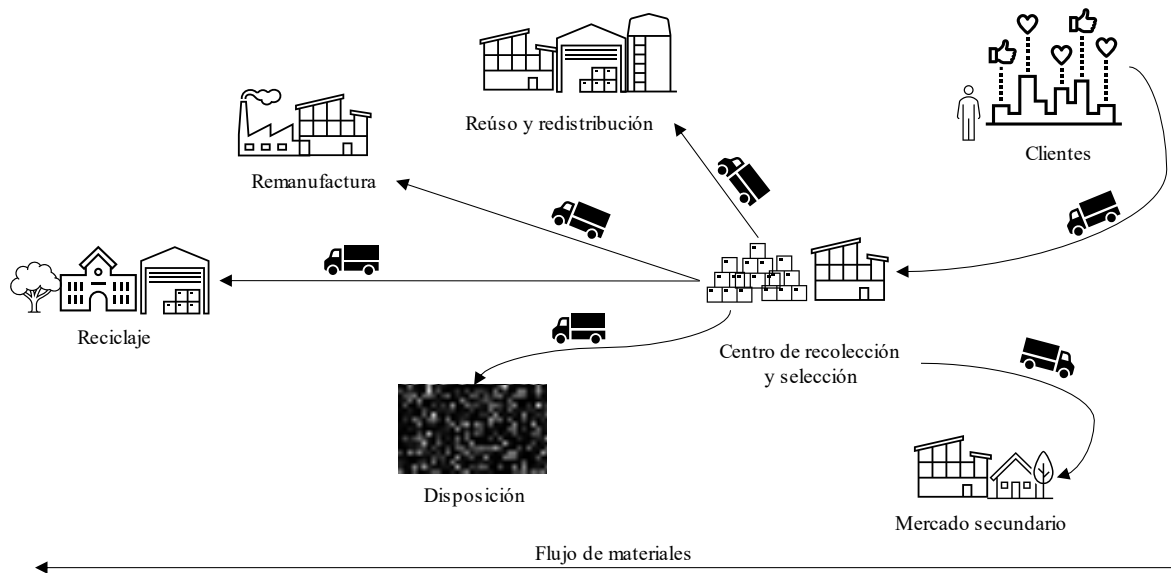 Reúso y redistribución
Clientes
Remanufactura
Reciclaje
Centro de recolección
y selección
Disposición
Mercado secundario
Flujo de materiales